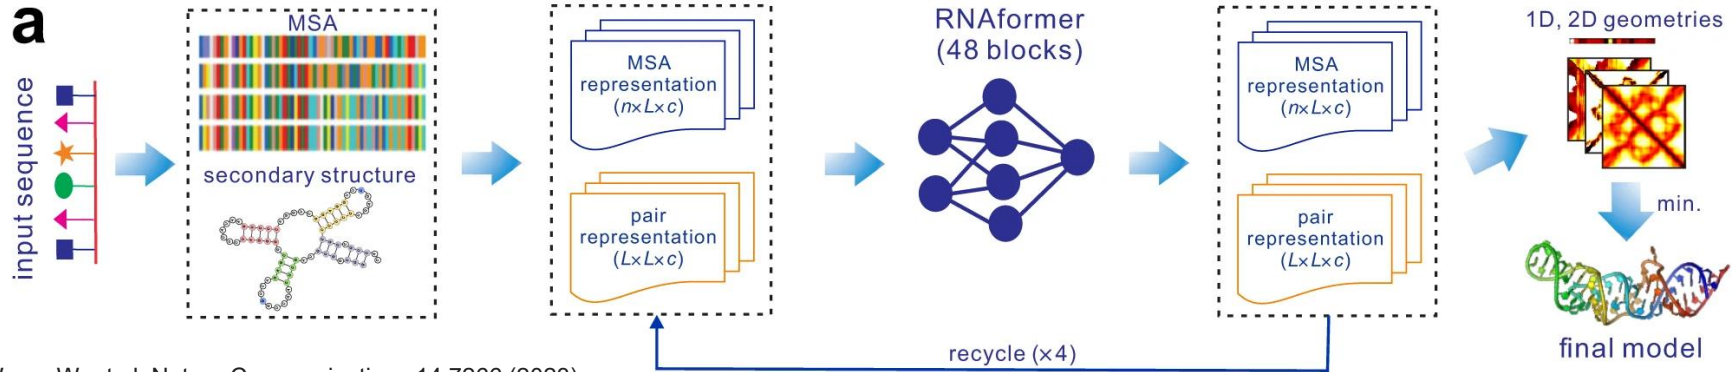 a
input sequence
MSA
secondary structure
MSA
representation
(n×L×c)
pair
representation
(L×L×c)
RNAformer
(48 blocks)
MSA
representation
(n×L×c)
pair
representation
(L×L×c)
recycle (×4)
1D, 2D geometries
min.
final model